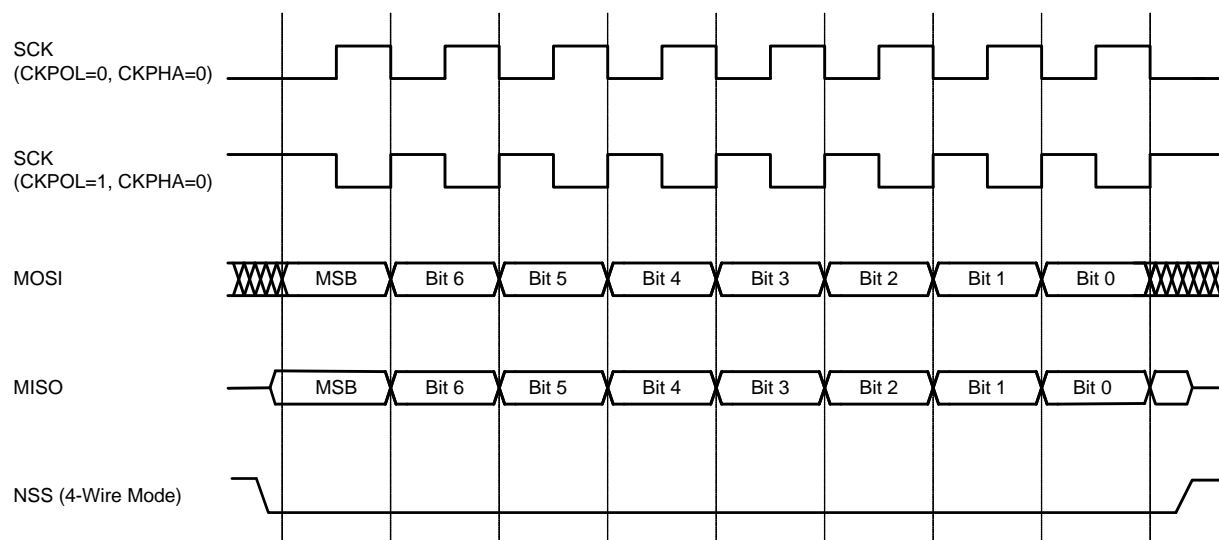 SCK
(CKPOL=0, CKPHA=0)
SCK
(CKPOL=1, CKPHA=0)
MOSI
MSB Bit 6 Bit 5 Bit 4 Bit 3 Bit 2 Bit 1 Bit 0
MISO
MSB Bit 6 Bit 5 Bit 4 Bit 3 Bit 2 Bit 1 Bit 0
NSS (4-Wire Mode)